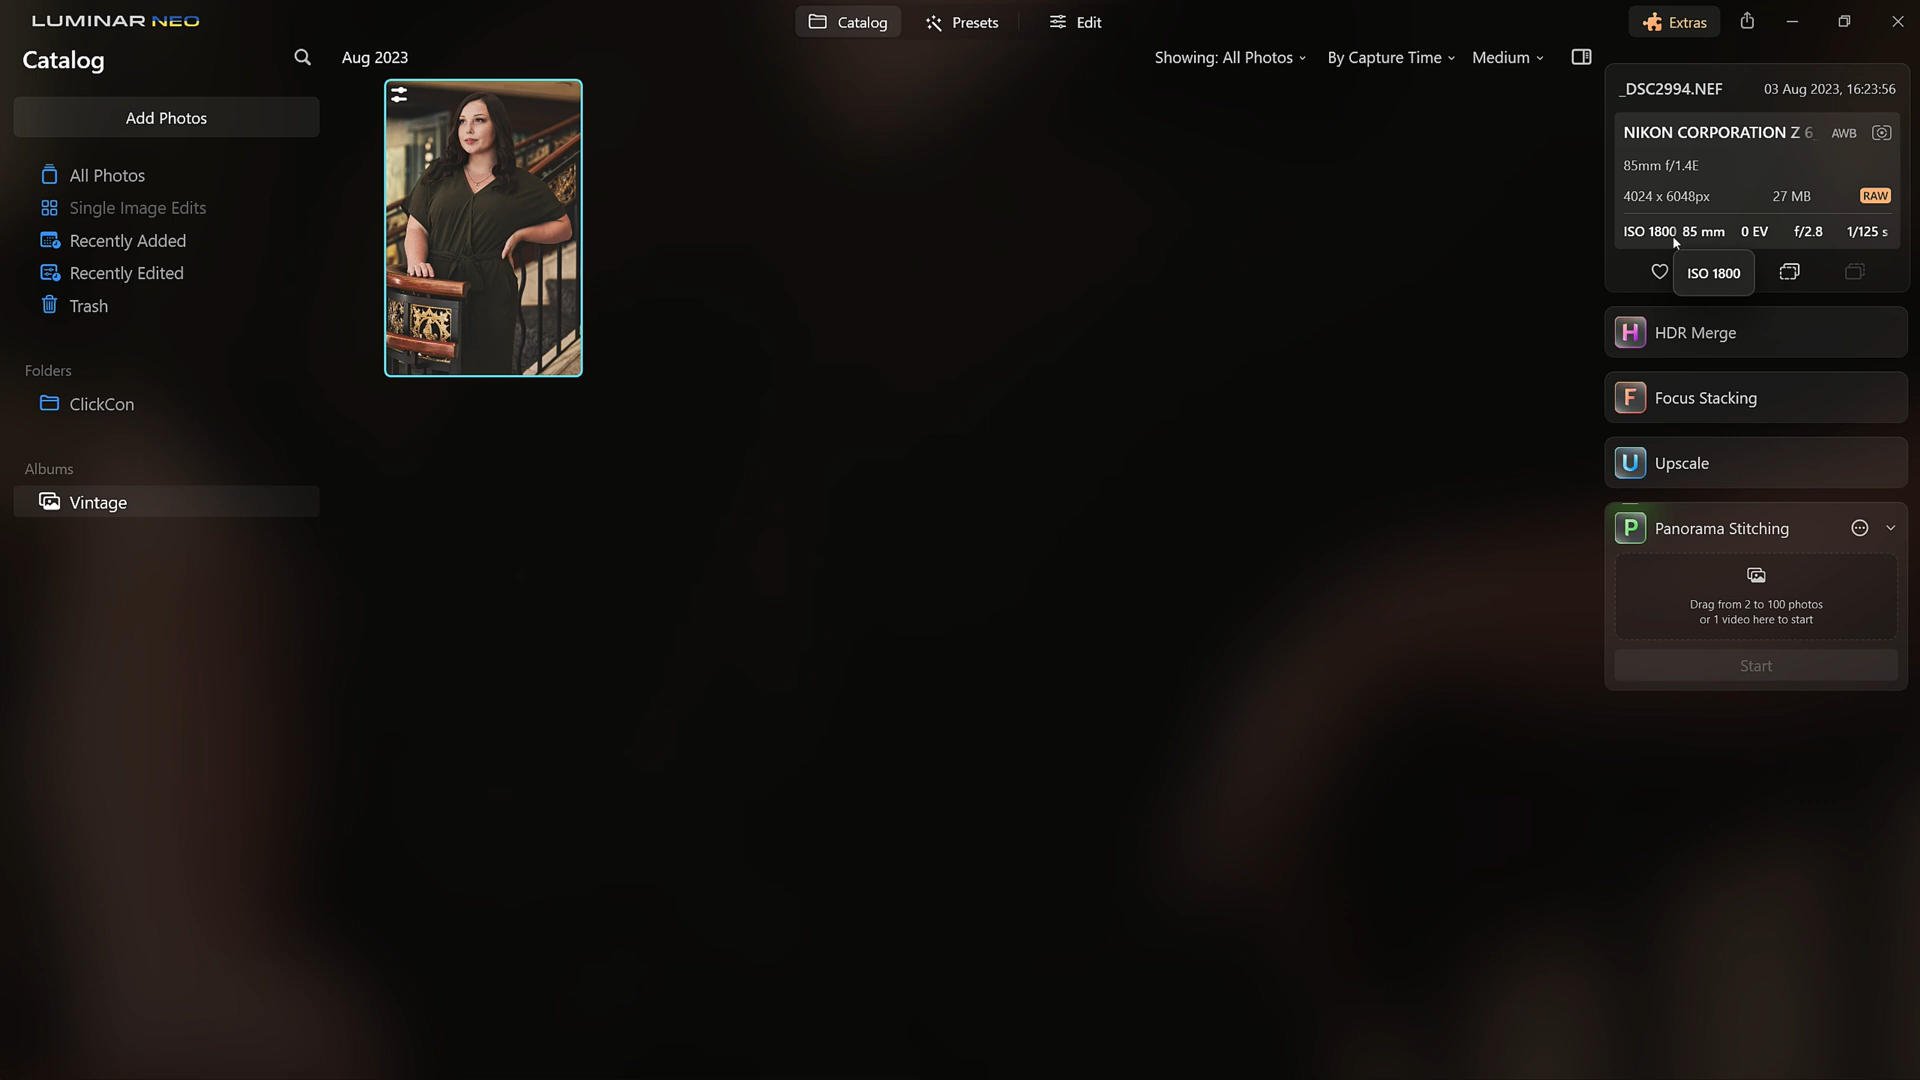 LUMINAR NEO
Catalog
Presets
Edit
Extras
Catalog
Aug 2023
Showing: All Photos
By Capture Time
Medium
Add Photos
All Photos
Single Image Edits
Recently Added
Recently Edited
Trash
Folders
ClickCon
Albums
Vintage
_DSC2994.NEF 03 Aug 2023, 16:23:56
NIKON CORPORATION Z 6_ AWB
85mm f/1.4E
4024 x 6048px 27 MB RAW
ISO 1800 85 mm 0 EV f/2.8 1/125 s
ISO 1800
H HDR Merge
F Focus Stacking
U Upscale
P Panorama Stitching
Drag from 2 to 100 photos
or 1 video here to start
Start